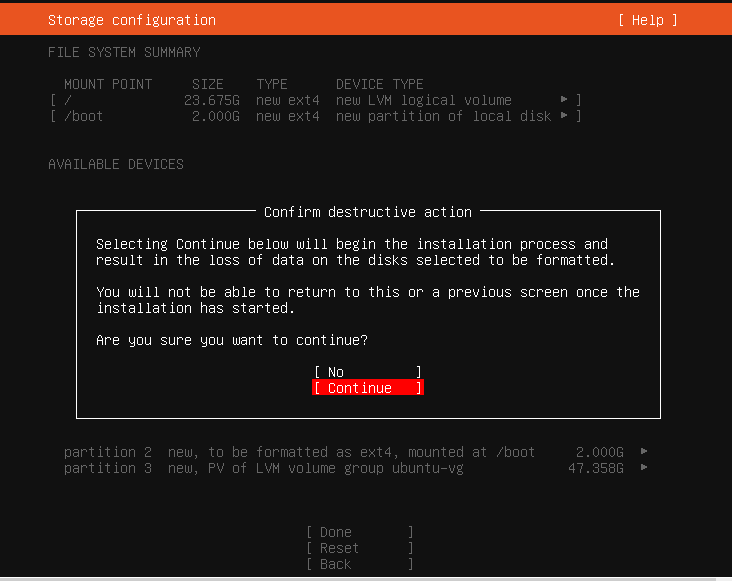 Storage configuration [ Help ]
FILE SYSTEM SUMMARY
MOUNT POINT SIZE TYPE DEVICE TYPE
[ / 23.675G new ext4 new LVM logical volume ▸ ]
[ /boot 2.000G new ext4 new partition of local disk ▸ ]
AVAILABLE DEVICES
Confirm destructive action
Selecting Continue below will begin the installation process and
result in the loss of data on the disks selected to be formatted.
You will not be able to return to this or a previous screen once the
installation has started.
Are you sure you want to continue?
[ No ]
[ Continue ]
partition 2 new, to be formatted as ext4, mounted at /boot 2.000G ▸
partition 3 new, PV of LVM volume group ubuntu-vg 47.358G ▸
[ Done ]
[ Reset ]
[ Back ]